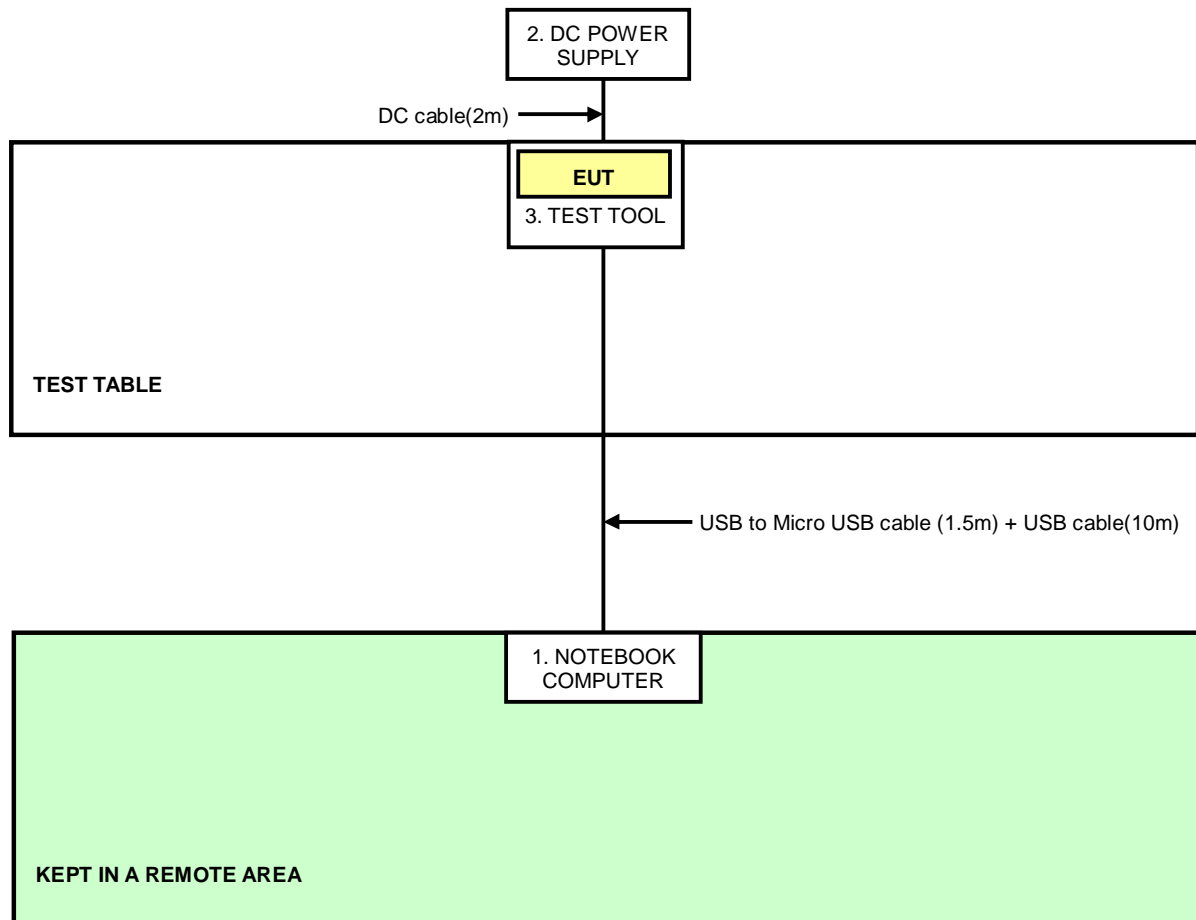 2. DC POWER
SUPPLY
DC cable(2m)
EUT
3. TEST TOOL
TEST TABLE
USB to Micro USB cable (1.5m) + USB cable(10m)
1. NOTEBOOK
COMPUTER
KEPT IN A REMOTE AREA